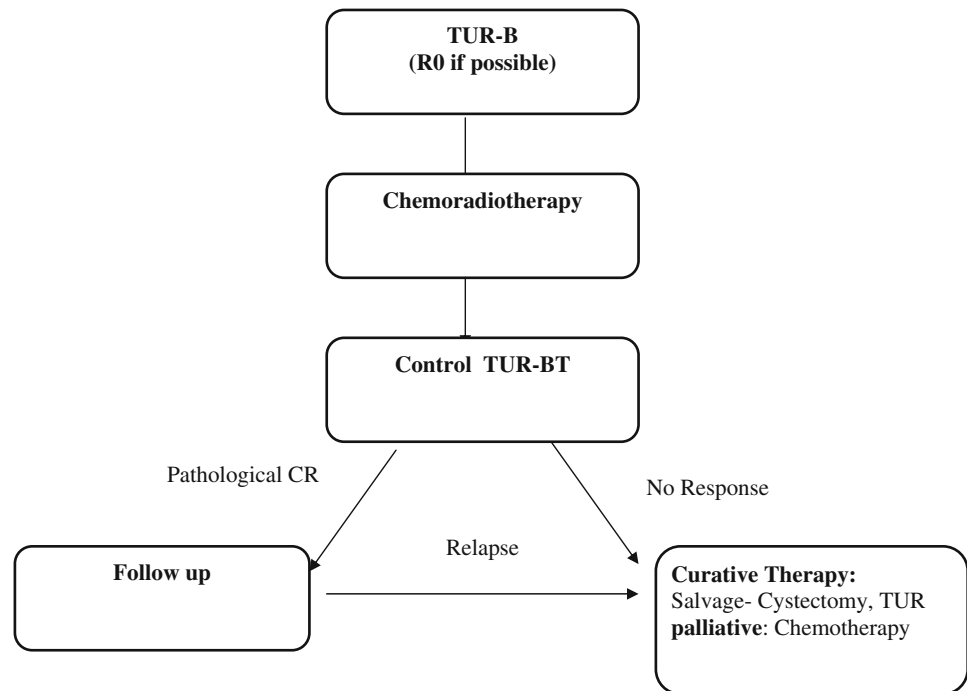 TUR-B
(R0 if possible)
Chemoradiotherapy
Control TUR-BT
Pathological CR
No Response
Relapse
Follow up
Curative Therapy:
Salvage- Cystectomy, TUR
palliative: Chemotherapy